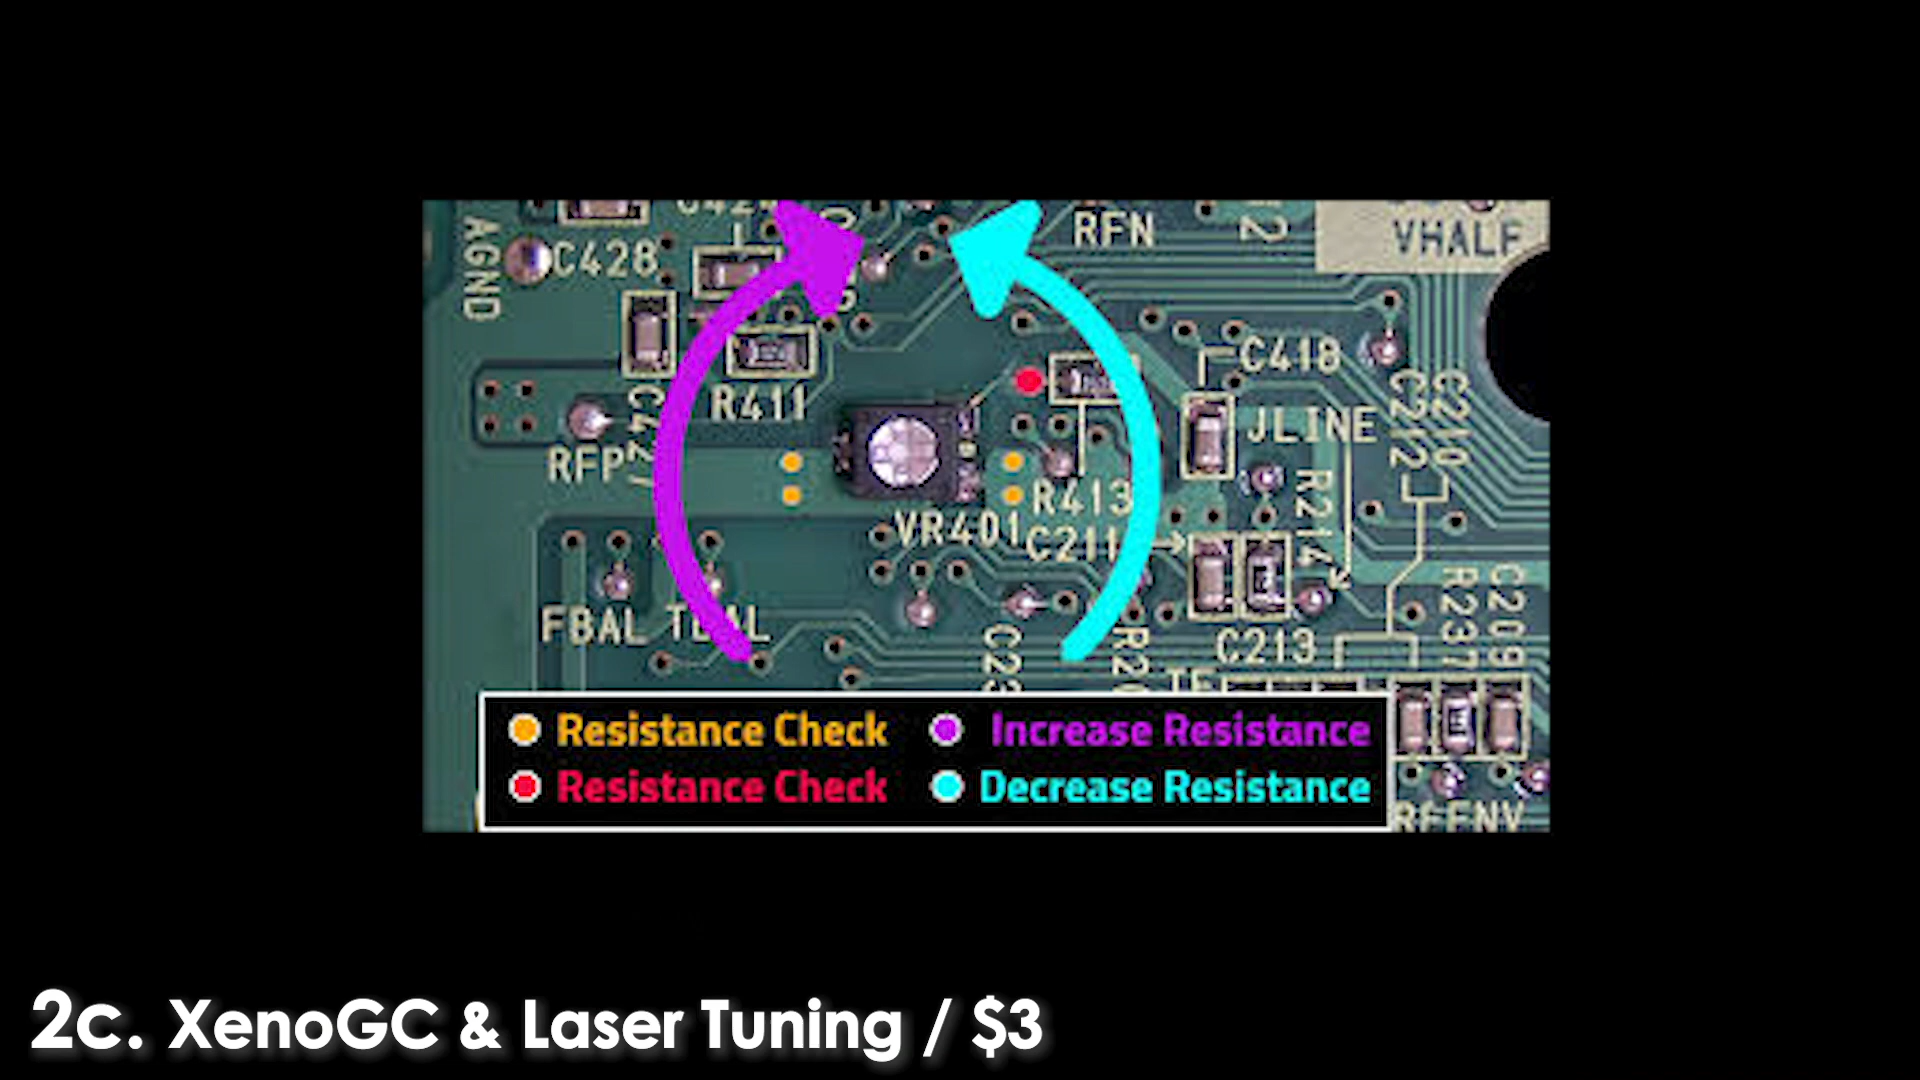 AGND
C428
RFN
VHALF
R411
C427
C418
RFP
JLINE
C212
C210
R413
VR401
C211
R214
FBAL
C213
R237
C209
Resistance Check
Increase Resistance
Resistance Check
Decrease Resistance
2c. XenoGC & Laser Tuning / $3